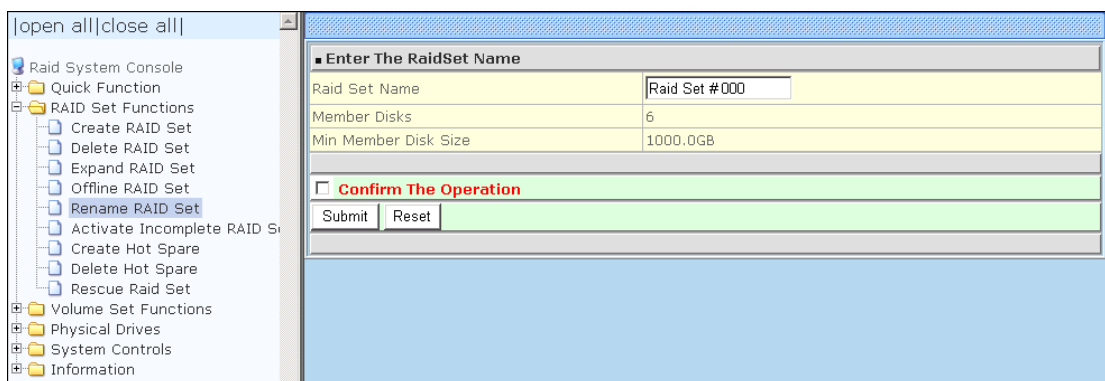 |open all|close all|
Raid System Console
Quick Function
RAID Set Functions
Create RAID Set
Delete RAID Set
Expand RAID Set
Offline RAID Set
Rename RAID Set
Activate Incomplete RAID
Create Hot Spare
Delete Hot Spare
Rescue Raid Set
Volume Set Functions
Physical Drives
System Controls
Information
Enter The RaidSet Name
Raid Set Name Raid Set #000
Member Disks 6
Min Member Disk Size 1000.0GB
Confirm The Operation
Submit Reset